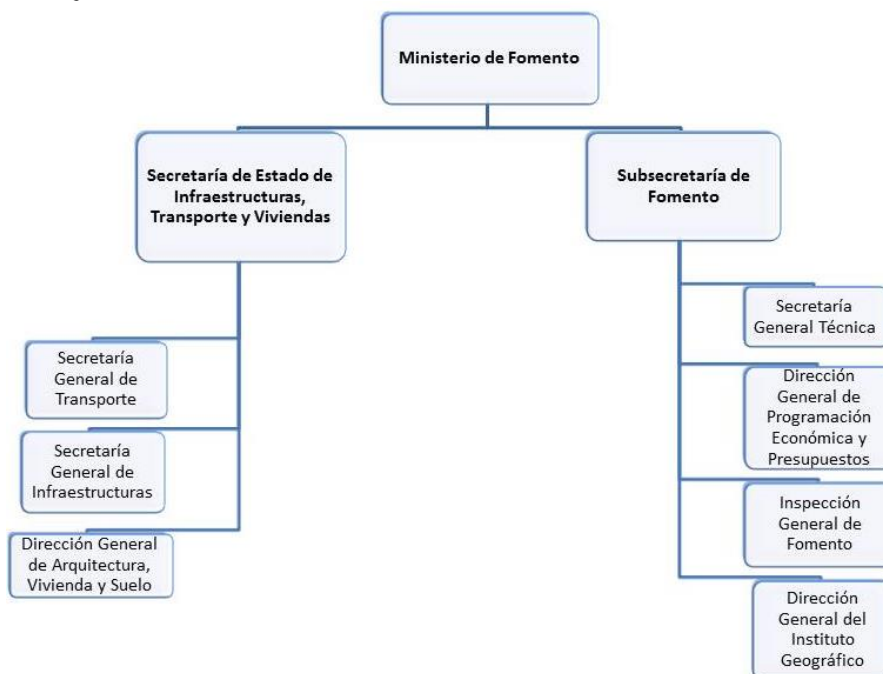 Ministerio de Fomento
Secretaría de Estado de
Infraestructuras,
Transporte y Viviendas
Subsecretaría de
Fomento
Secretaría
General de
Transporte
Secretaría
General de
Infraestructuras
Dirección General
de Arquitectura,
Vivienda y Suelo
Secretaría
General Técnica
Dirección
General de
Programación
Económica y
Presupuestos
Inspección
General de
Fomento
Dirección
General del
Instituto
Geográfico